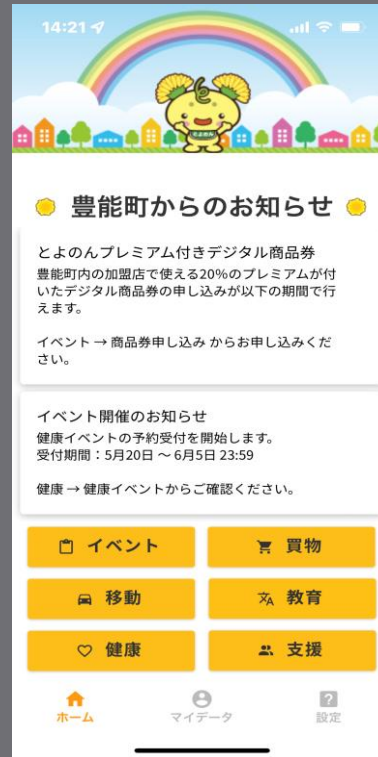 14:21
豊能町からのお知らせ
とよのんプレミアム付きデジタル商品券
豊能町内の加盟店で使える20%のプレミアムが付
いたデジタル商品券の申し込みが以下の期間で行
えます。
イベント → 商品券申し込み からお申し込みくだ
さい。
イベント開催のお知らせ
健康イベントの予約受付を開始します。
受付期間：5月20日 ～ 6月5日 23:59
健康 → 健康イベントからご確認ください。
イベント
買物
移動
教育
健康
支援
ホーム
マイデータ
設定